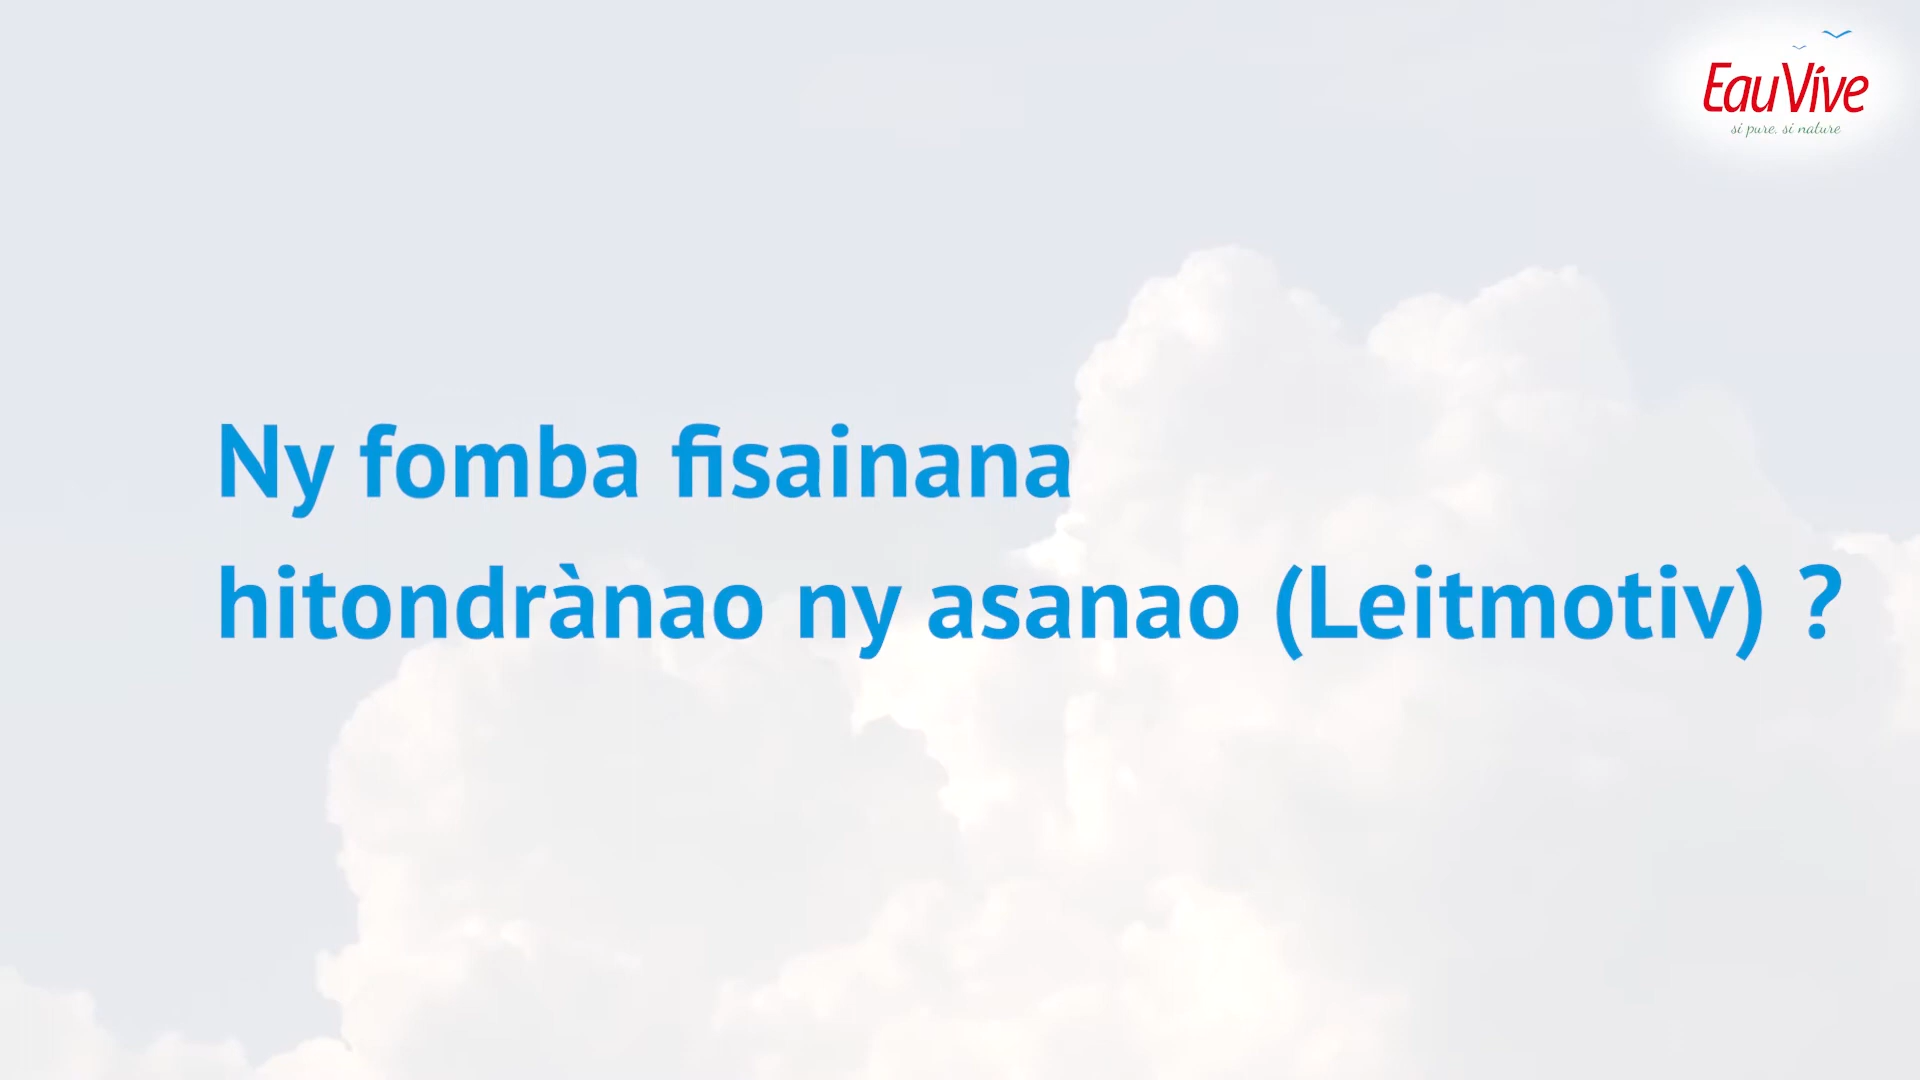 EauVive
si pure, si nature
Ny fomba fisainana
hitondrànao ny asanao (Leitmotiv) ?